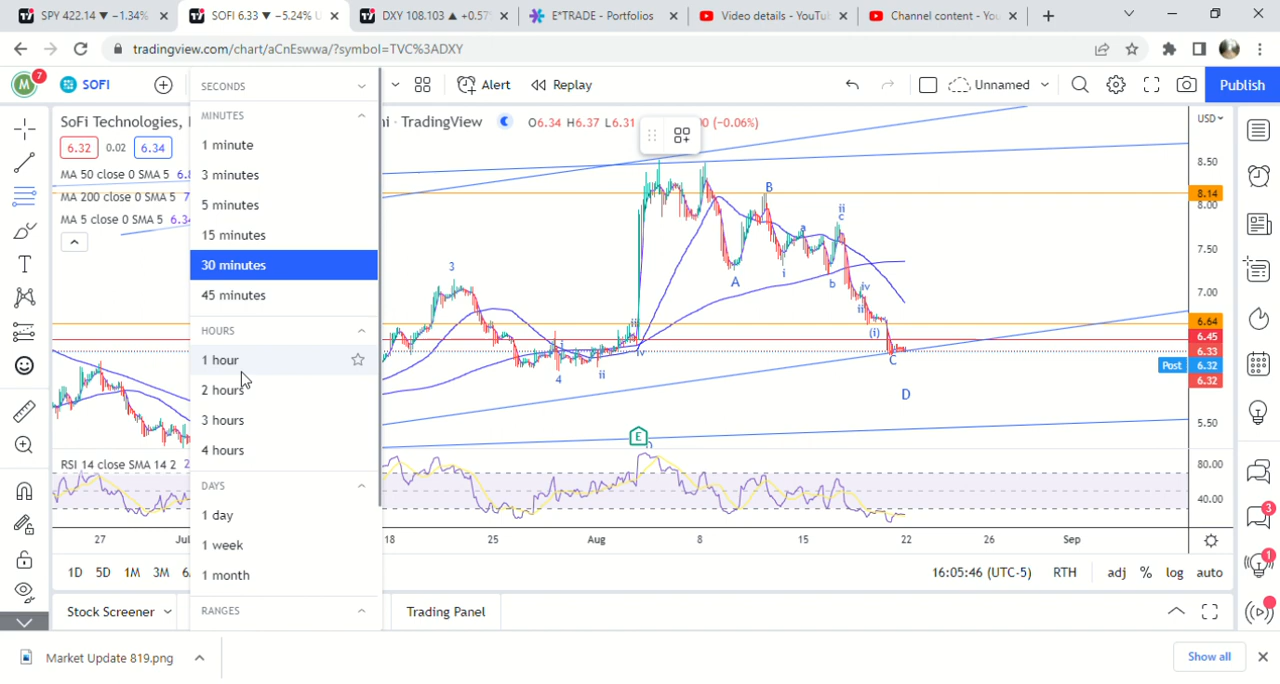 SPY 422.14 ▼ −1.34%
SOFI 6.33 ▼ −5.24% U
DXY 108.103 ▲ +0.57
E*TRADE - Portfolios
Video details - YouTu
Channel content - You
tradingview.com/chart/aCnEswwa/?symbol=TVC%3ADXY
M
7
SOFI
Alert
Replay
Unnamed
Publish
SoFi Technologies, I
· TradingView
O6.34 H6.37 L6.31
(−0.06%)
6.32
0.02
6.34
MA 50 close 0 SMA 5
MA 200 close 0 SMA 5
MA 5 close 0 SMA 5
SECONDS
MINUTES
1 minute
3 minutes
5 minutes
15 minutes
30 minutes
45 minutes
HOURS
1 hour
2 hours
3 hours
4 hours
DAYS
1 day
1 week
1 month
RANGES
3
4
ii
iv
A
B
i
a
b
ii
c
iv
(i)
C
D
E
USD
8.50
8.14
8.00
7.50
7.00
6.64
6.45
6.33
Post 6.32
6.32
5.50
RSI 14 close SMA 14 2
80.00
40.00
27
Jul
18
25
Aug
8
15
22
26
Sep
1D 5D 1M 3M
16:05:46 (UTC-5)
RTH
adj % log auto
Stock Screener
Trading Panel
3
1
Market Update 819.png
Show all